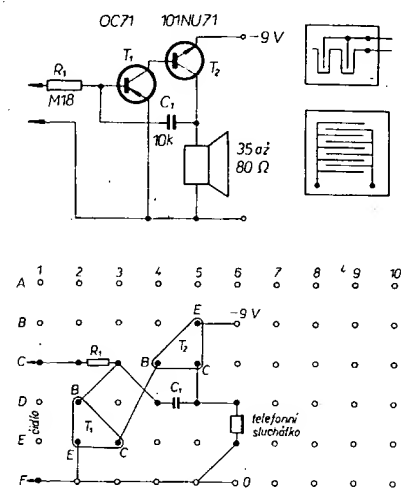 OC71 101NU71
-9 V
R₁ T₁ T₂
M18 C₁
10k
35 až
80 Ω
1 2 3 4 5 6 7 8 9 10
A
B E -9 V
C R₁ B T₂ C
D B C₁
čidlo T₁ telefonní
sluchátko
E E C
F 0